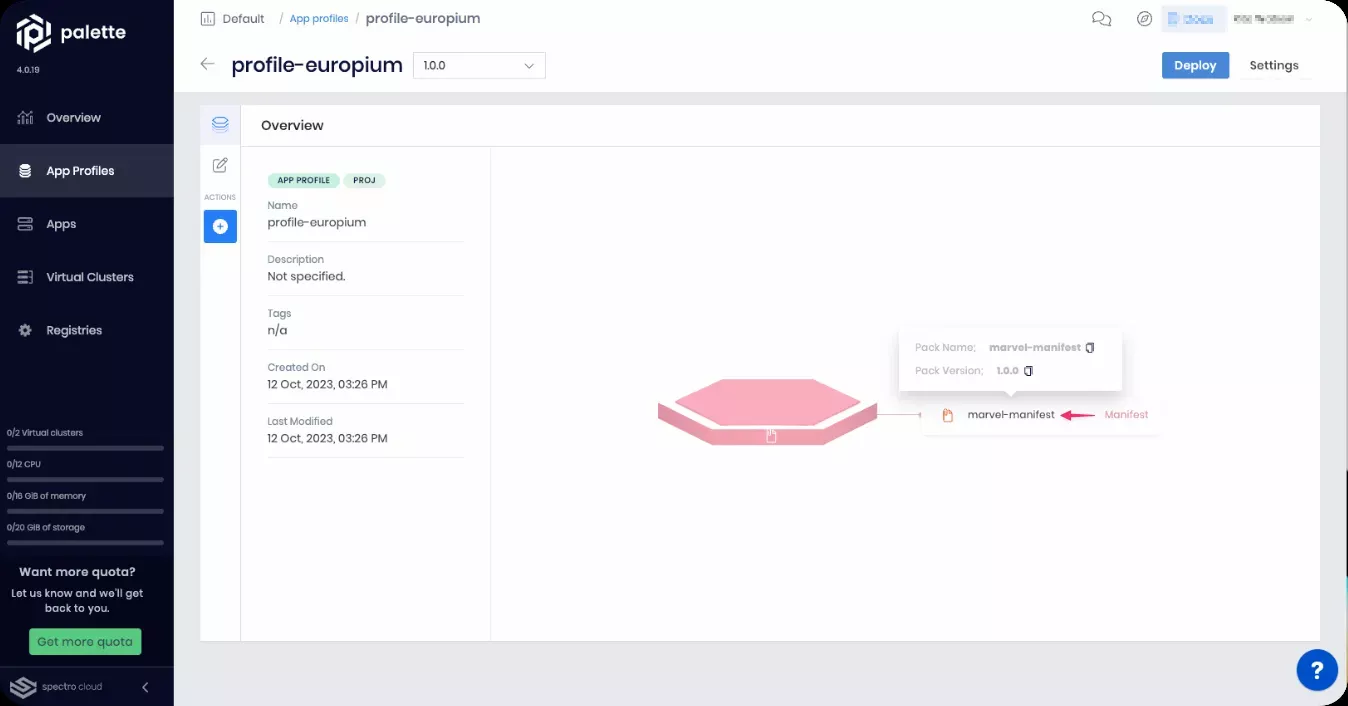 palette
4.0.19
Overview
App Profiles
Apps
Virtual Clusters
Registries
0/2 Virtual clusters
0/12 CPU
0/16 GiB of memory
0/20 GiB of storage
Want more quota?
Let us know and we'll get
back to you.
Get more quota
spectro cloud
Default / App profiles / profile-europium
profile-europium 1.0.0
Deploy Settings
Overview
ACTIONS
APP PROFILE PROJ
Name
profile-europium
Description
Not specified.
Tags
n/a
Created On
12 Oct, 2023, 03:26 PM
Last Modified
12 Oct, 2023, 03:26 PM
Pack Name; marvel-manifest
Pack Version; 1.0.0
marvel-manifest Manifest
?